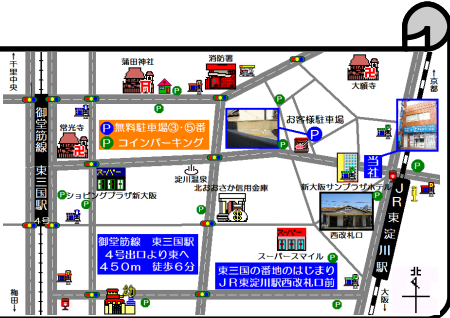 ↑千里中央
蒲田神社
消防署
大願寺
↑京都
御堂筋線 東三国駅
4号
常光寺
P 無料駐車場③・⑤番
P コインパーキング
お客様駐車場
P
当社
スーパー
ショッピングプラザ新大阪
淀川温泉
北おおさか信用金庫
新大阪サンプラザホテル
西改札口
JR東淀川駅
御堂筋線 東三国駅
4号出口より東へ
450m 徒歩6分
スーパー
スーパースマイル
東三国の番地のはじまり
JR東淀川駅西改札口前
梅田↓
大阪↓
北